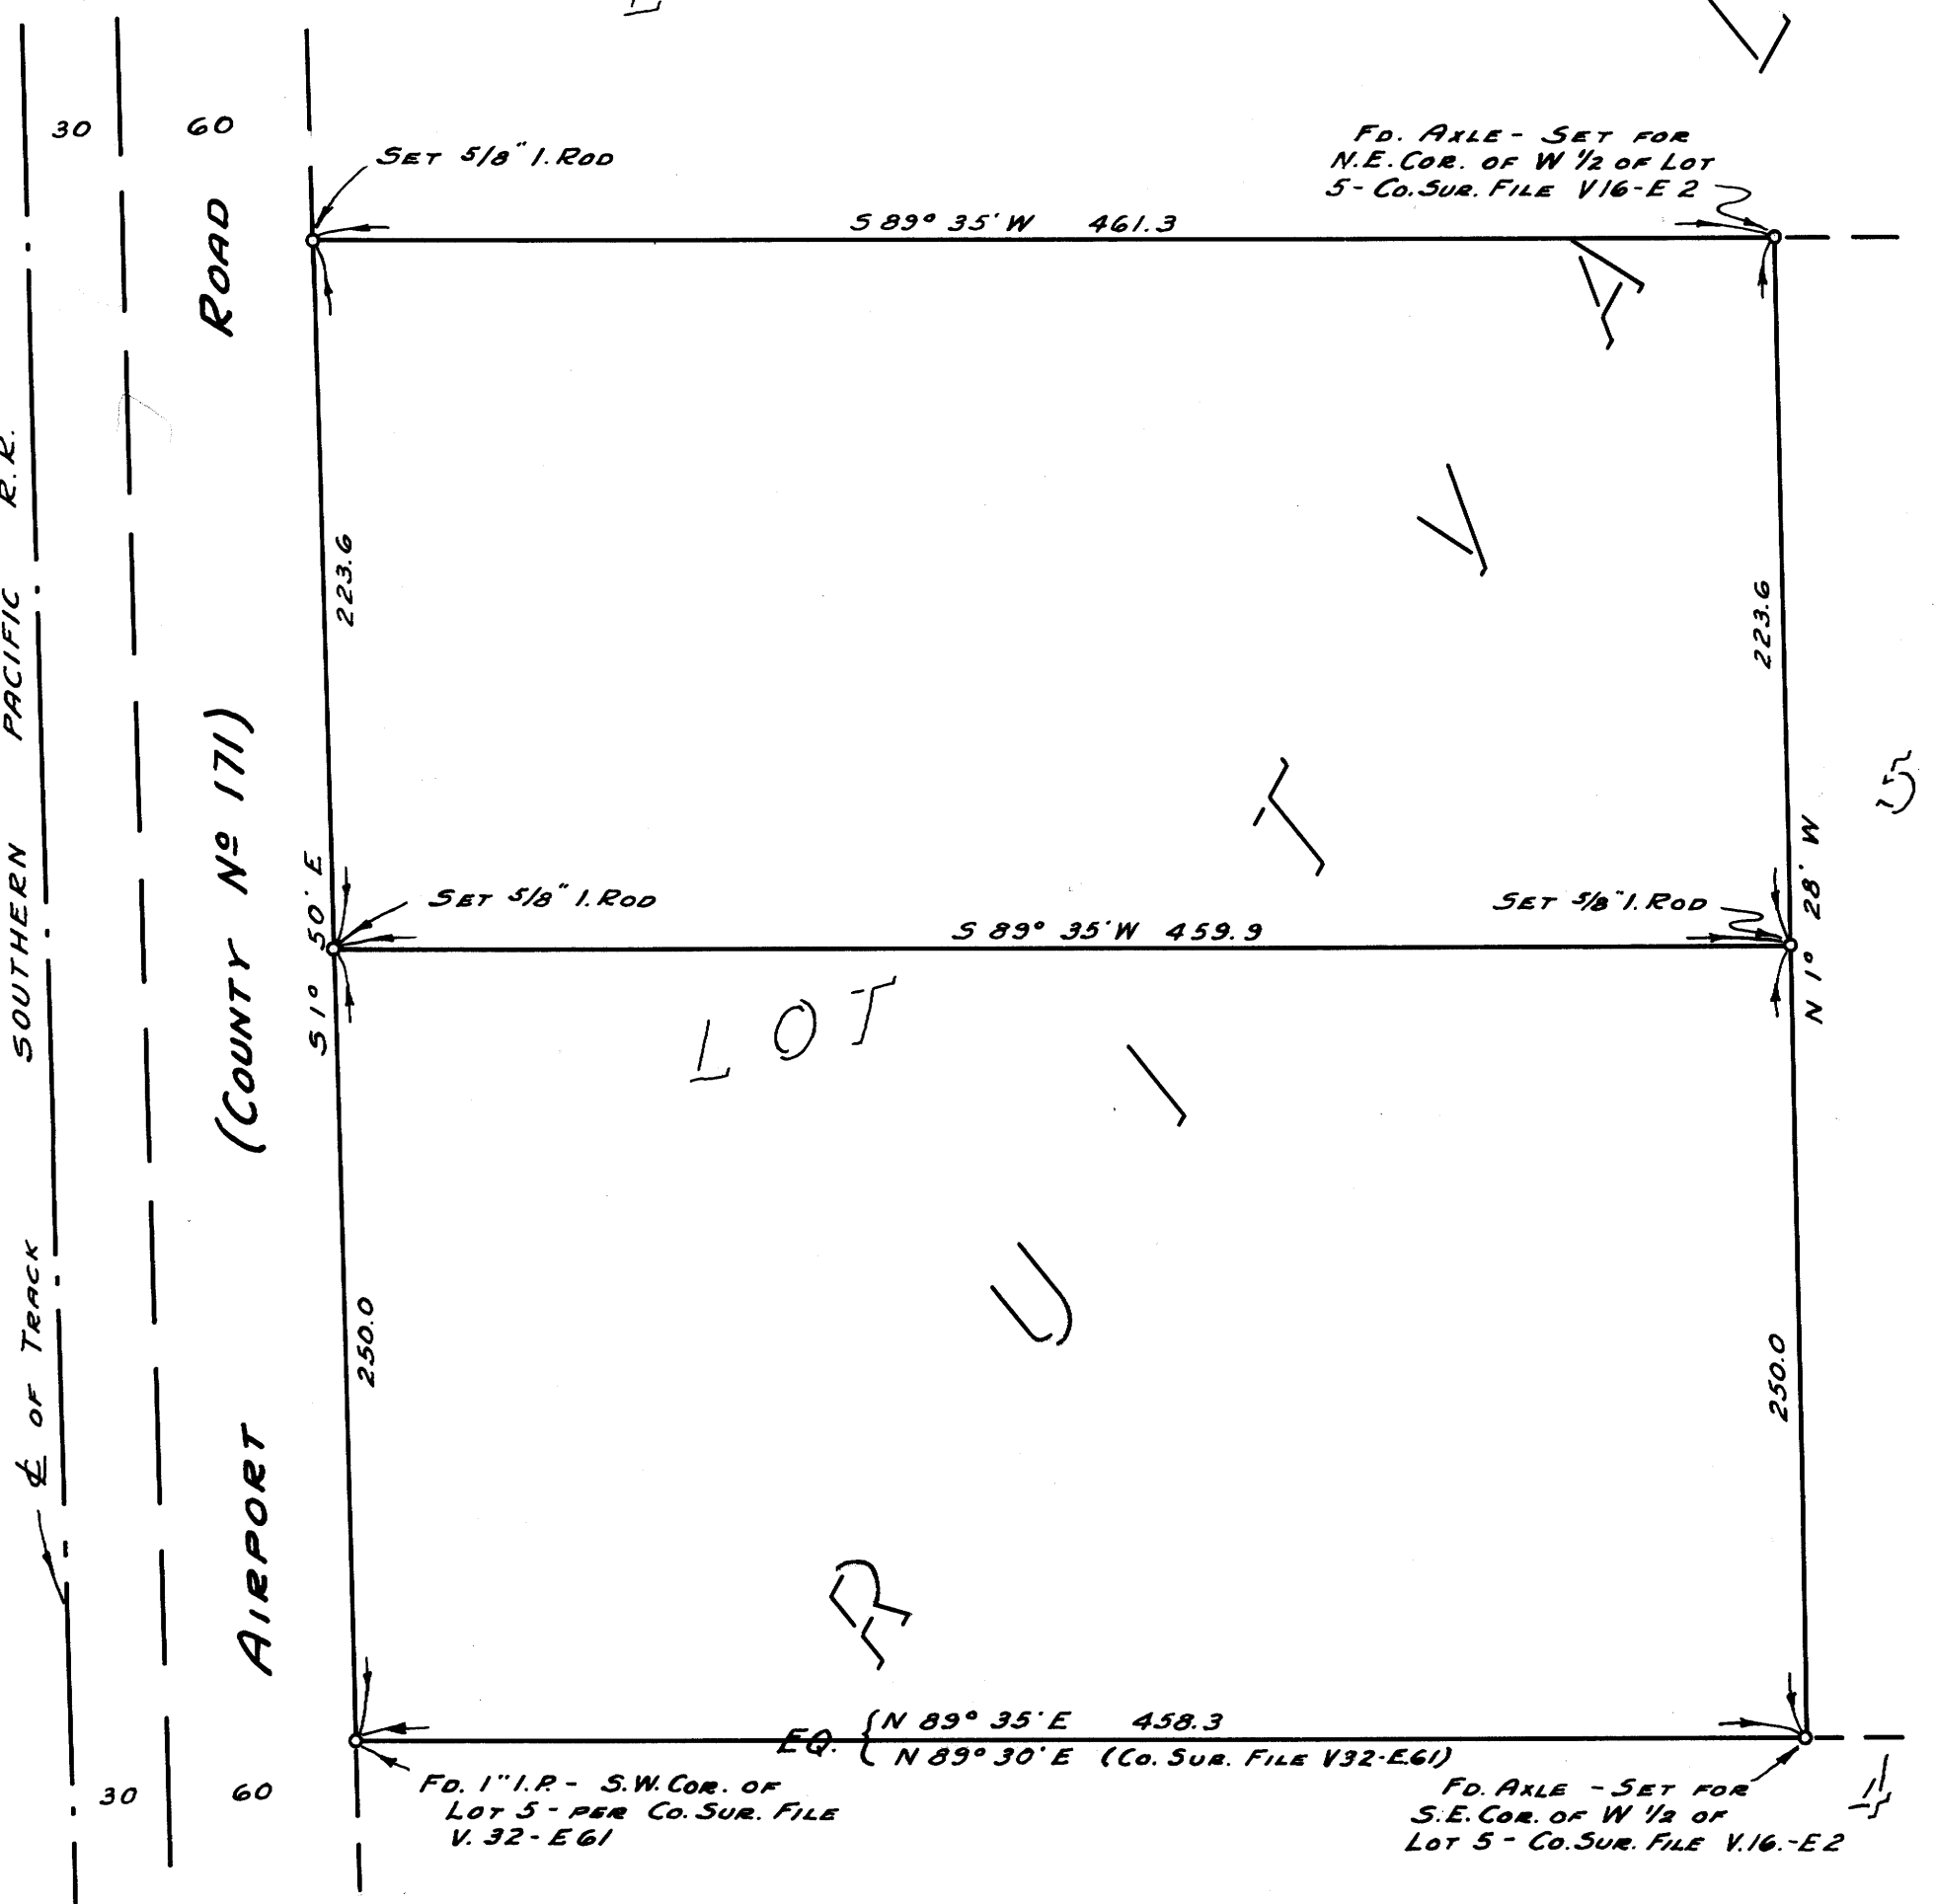 30
60
SET 5/8" I. ROD
FD. AXLE - SET FOR
N.E. COR. OF W 1/2 OF LOT
5 - CO. SUR. FILE V16-E 2
S 89° 35' W 461.3
ROAD
(COUNTY Nº 171)
AIRPORT
SOUTHERN PACIFIC R.R.
℄ OF TRACK
223.6
223.6
S 1° 50' E
N 1° 28' W
SET 5/8" I. ROD
SET 5/8" I. ROD
S 89° 35' W 459.9
LOT
5
250.0
250.0
R U I T V A L
EQ. { N 89° 35' E 458.3
N 89° 30' E (CO. SUR. FILE V32-E61)
FD. 1" I.P. - S.W. COR. OF
LOT 5 - PER CO. SUR. FILE
V. 32 - E 61
FD. AXLE - SET FOR
S.E. COR. OF W 1/2 OF
LOT 5 - CO. SUR. FILE V.16.-E 2
30
60
4